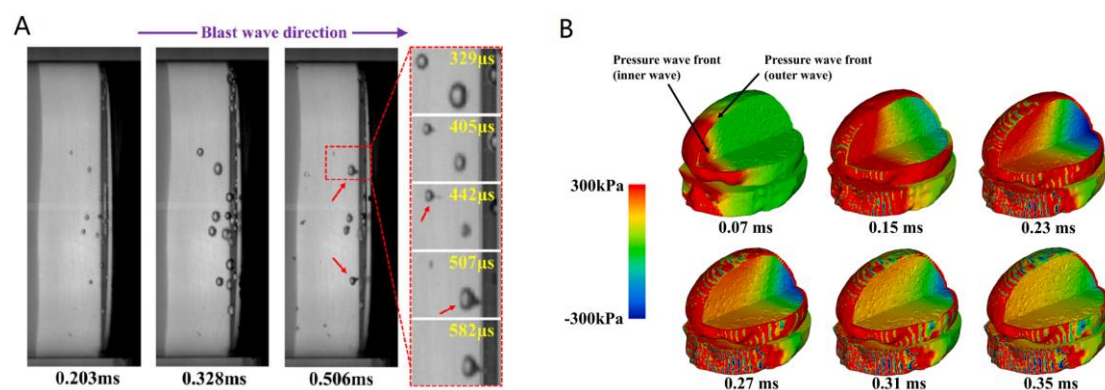 A
Blast wave direction
0.203ms
0.328ms
0.506ms
329μs
405μs
442μs
507μs
582μs
B
Pressure wave front
(inner wave)
Pressure wave front
(outer wave)
300kPa
-300kPa
0.07 ms
0.15 ms
0.23 ms
0.27 ms
0.31 ms
0.35 ms